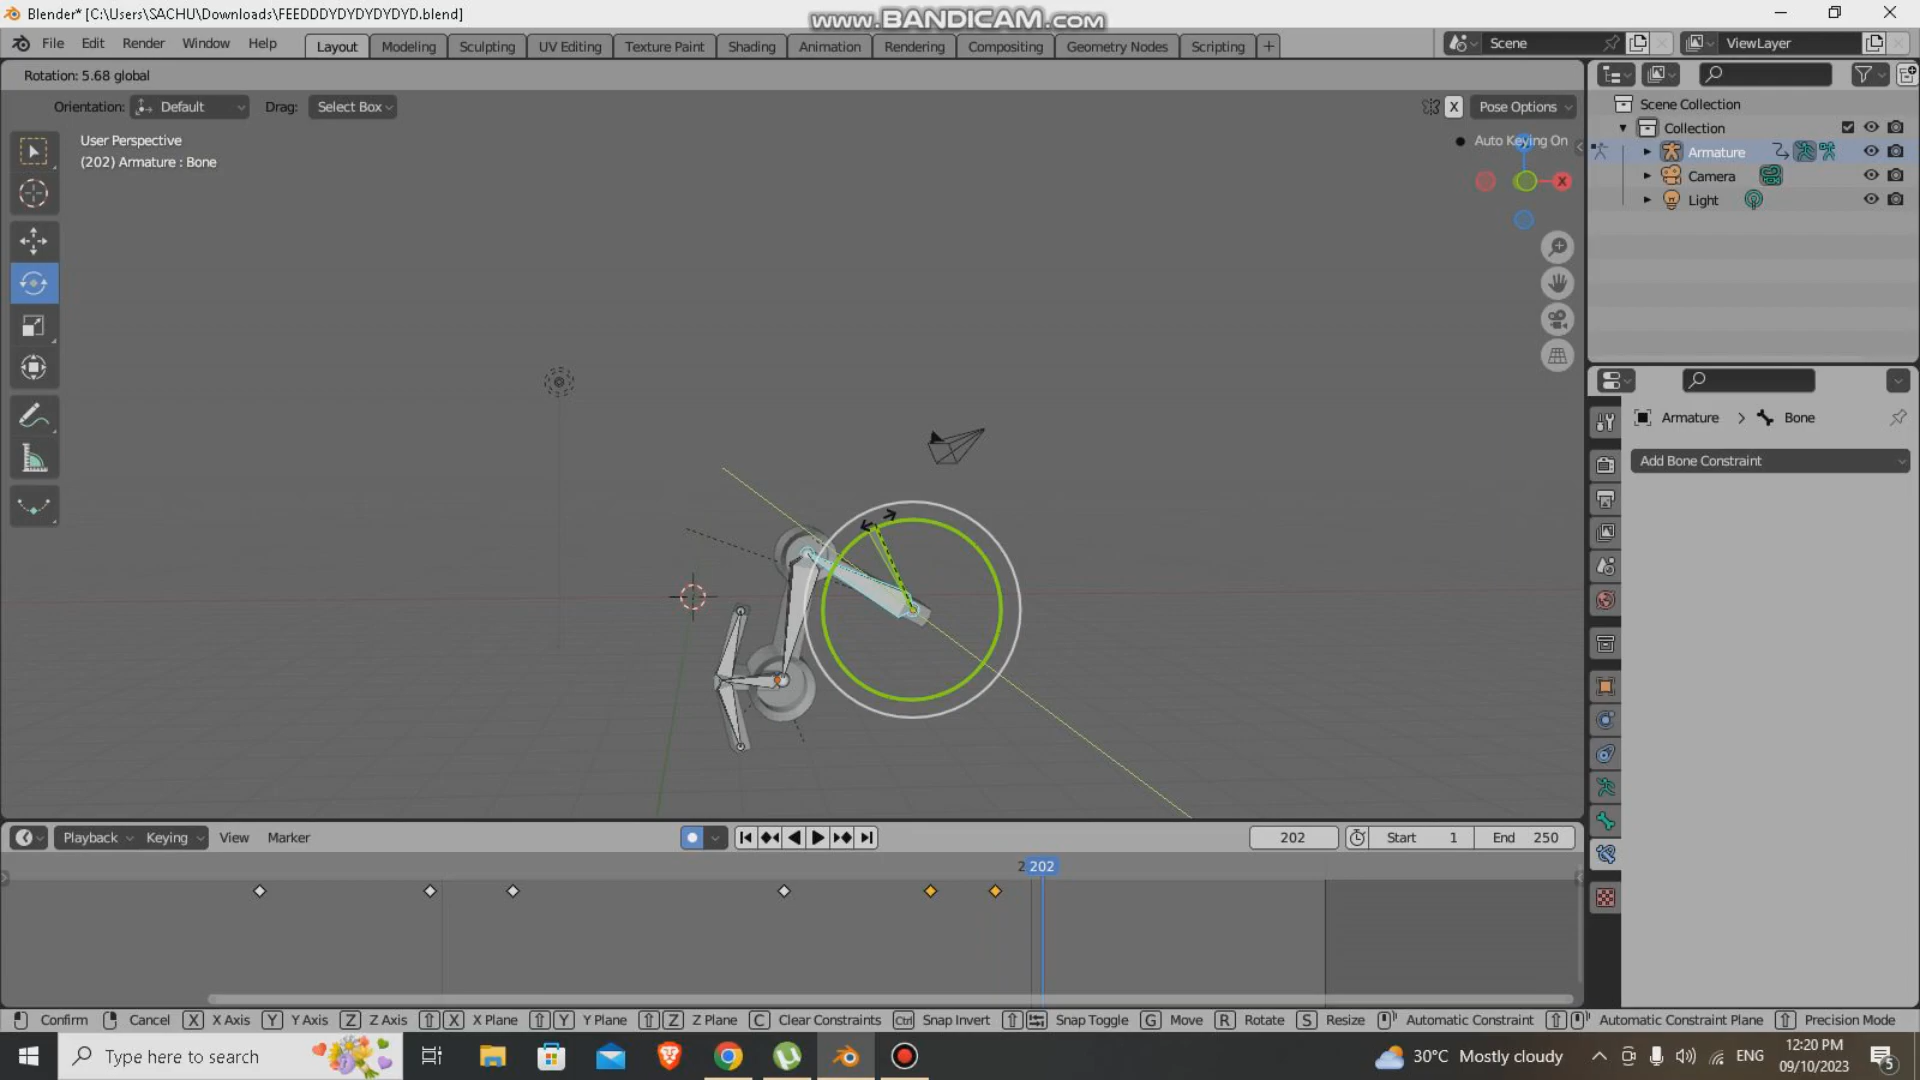 Blender* [C:\Users\SACHU\Downloads\FEEDDDYDYDYDYDYD.blend]
www.BANDICAM.com
File Edit Render Window Help
Layout Modeling Sculpting UV Editing Texture Paint Shading Animation Rendering Compositing Geometry Nodes Scripting +
Scene
ViewLayer
Rotation: 5.68 global
Orientation: Default Drag: Select Box
X Pose Options
User Perspective
(202) Armature : Bone
Auto Keying On
X
Scene Collection
Collection
Armature
Camera
Light
Armature > Bone
Add Bone Constraint
Playback Keying View Marker
202 Start 1 End 250
2 202
Confirm Cancel X X Axis Y Y Axis Z Z Axis X X Plane Y Y Plane Z Z Plane C Clear Constraints Ctrl Snap Invert Snap Toggle G Move R Rotate S Resize Automatic Constraint Automatic Constraint Plane Precision Mode
Type here to search
30°C Mostly cloudy
ENG
12:20 PM
09/10/2023
5